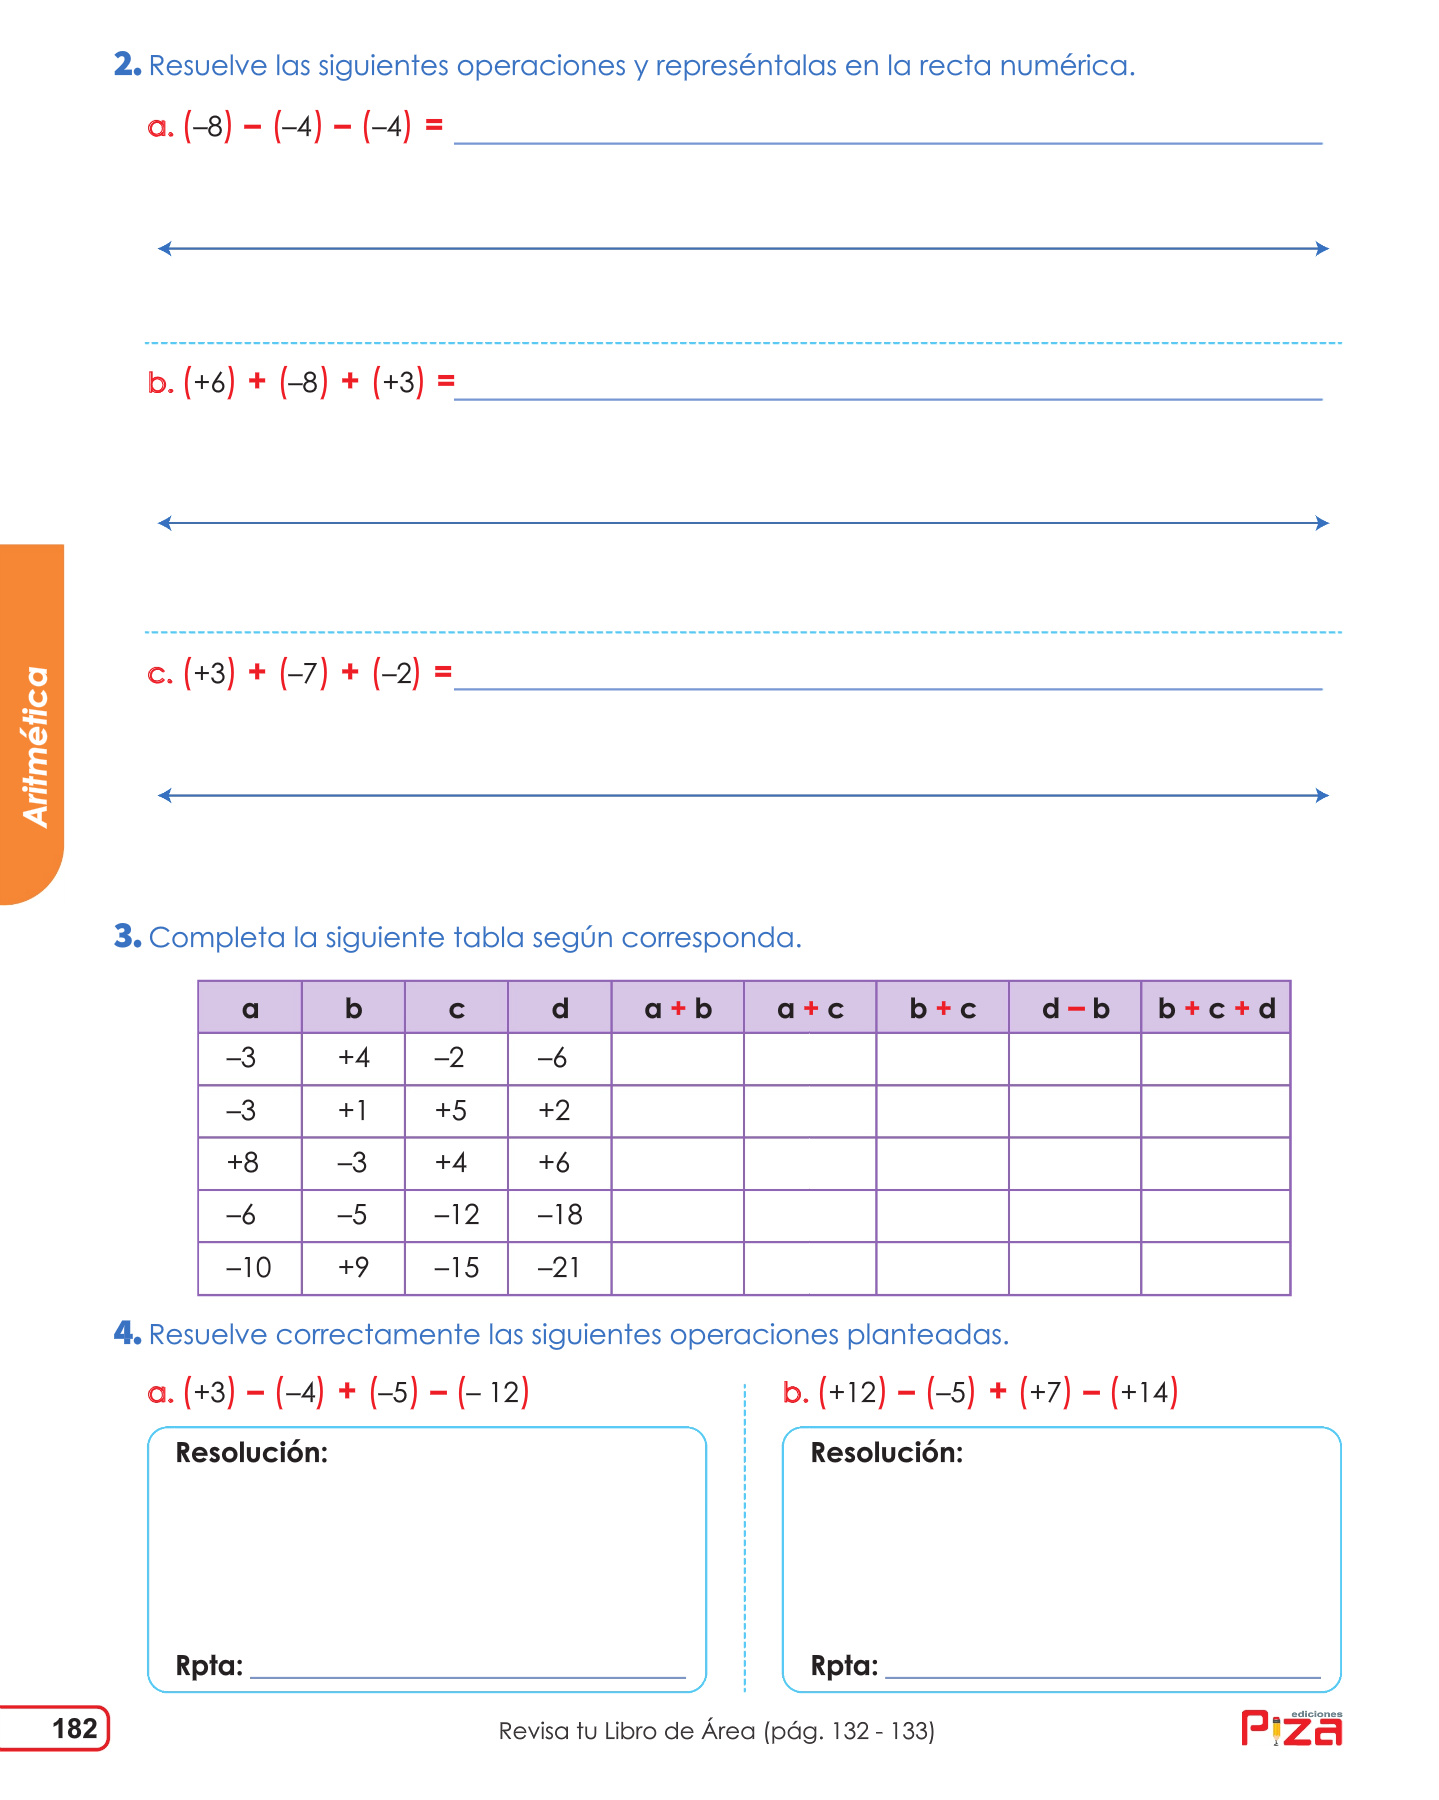 2. Resuelve las siguientes operaciones y represéntalas en la recta numérica.
a. (–8) – (–4) – (–4) =
b. (+6) + (–8) + (+3) =
c. (+3) + (–7) + (–2) =
Aritmética
3. Completa la siguiente tabla según corresponda.
a b c d a + b a + c b + c d – b b + c + d
–3 +4 –2 –6
–3 +1 +5 +2
+8 –3 +4 +6
–6 –5 –12 –18
–10 +9 –15 –21
4. Resuelve correctamente las siguientes operaciones planteadas.
a. (+3) – (–4) + (–5) – (– 12)
Resolución:
Rpta:
b. (+12) – (–5) + (+7) – (+14)
Resolución:
Rpta:
182
Revisa tu Libro de Área (pág. 132 - 133)
ediciones
Piza